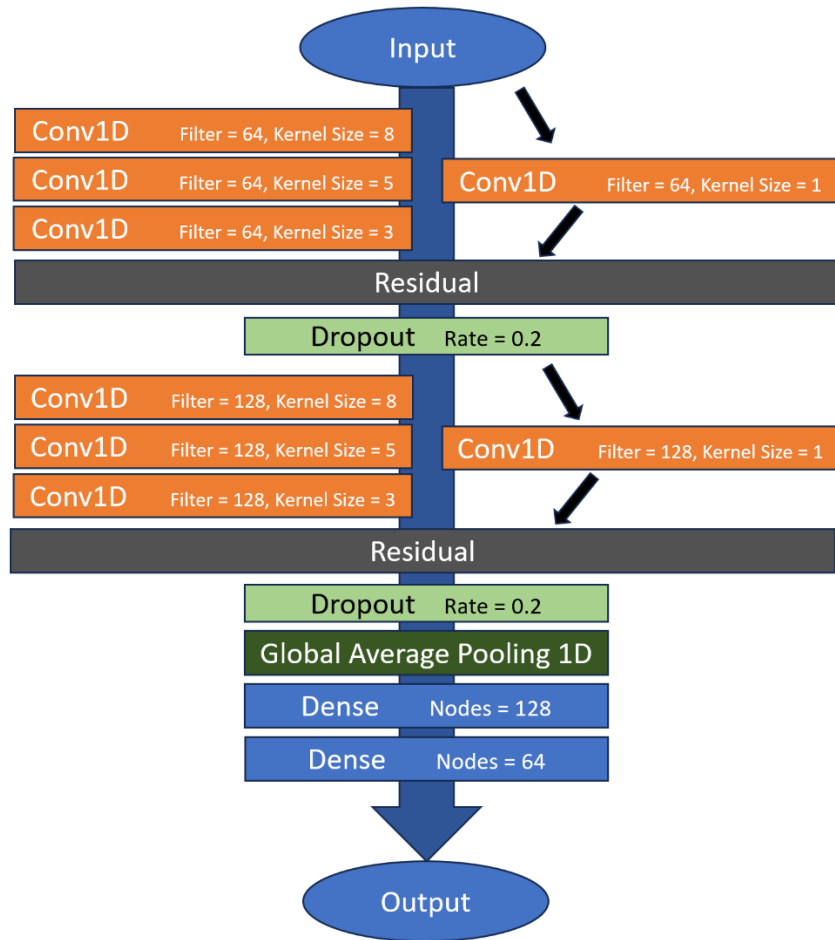 Input
Conv1D Filter = 64, Kernel Size = 8
Conv1D Filter = 64, Kernel Size = 5
Conv1D Filter = 64, Kernel Size = 1
Conv1D Filter = 64, Kernel Size = 3
Residual
Dropout Rate = 0.2
Conv1D Filter = 128, Kernel Size = 8
Conv1D Filter = 128, Kernel Size = 5
Conv1D Filter = 128, Kernel Size = 1
Conv1D Filter = 128, Kernel Size = 3
Residual
Dropout Rate = 0.2
Global Average Pooling 1D
Dense Nodes = 128
Dense Nodes = 64
Output